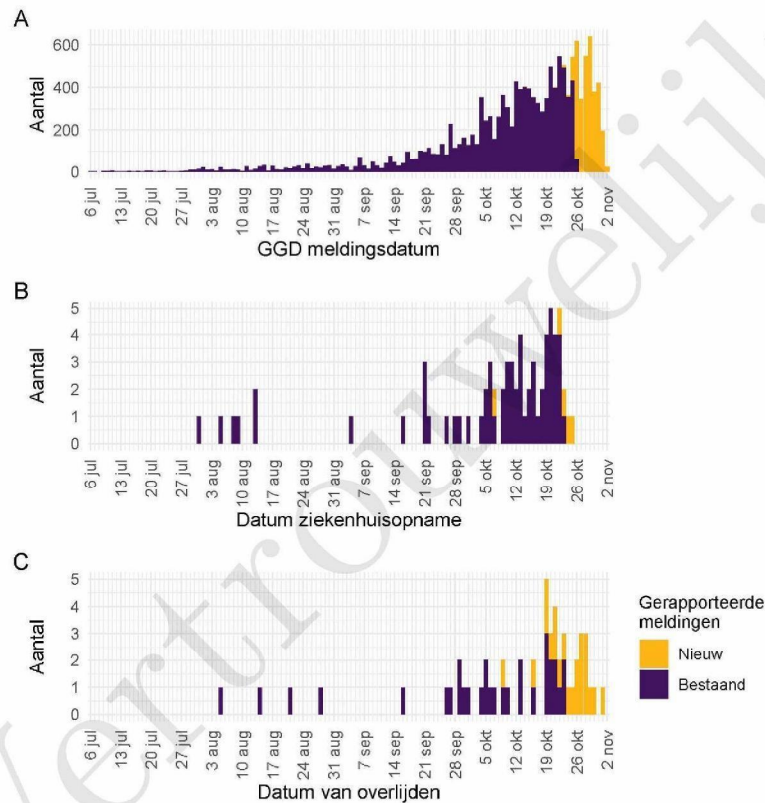 A
600
400
200
0
Aantal
6 jul
13 jul
20 jul
27 jul
3 aug
10 aug
17 aug
24 aug
31 aug
7 sep
14 sep
21 sep
28 sep
5 okt
12 okt
19 okt
26 okt
2 nov
GGD meldingsdatum
B
5
4
3
2
1
0
Aantal
6 jul
13 jul
20 jul
27 jul
3 aug
10 aug
17 aug
24 aug
31 aug
7 sep
14 sep
21 sep
28 sep
5 okt
12 okt
19 okt
26 okt
2 nov
Datum ziekenhuisopname
C
5
4
3
2
1
0
Aantal
6 jul
13 jul
20 jul
27 jul
3 aug
10 aug
17 aug
24 aug
31 aug
7 sep
14 sep
21 sep
28 sep
5 okt
12 okt
19 okt
26 okt
2 nov
Datum van overlijden
Gerapporteerde
meldingen
Nieuw
Bestaand
Vertrouwelijk